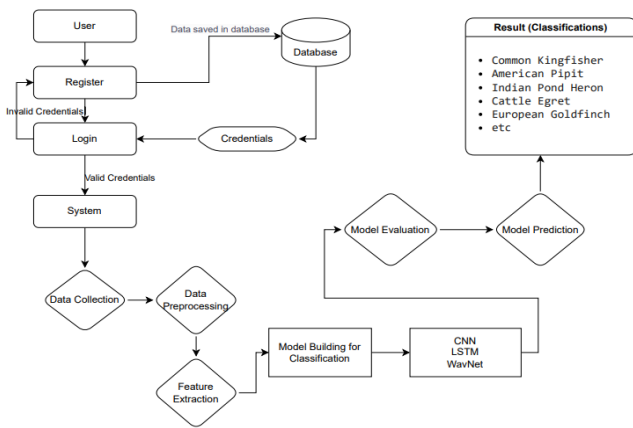 User
Data saved in database
Database
Register
Invalid Credentials
Login
Credentials
Valid Credentials
System
Data Collection
Data
Preprocessing
Feature
Extraction
Model Building for
Classification
CNN
LSTM
WavNet
Model Evaluation
Model Prediction
Result (Classifications)
• Common Kingfisher
• American Pipit
• Indian Pond Heron
• Cattle Egret
• European Goldfinch
• etc